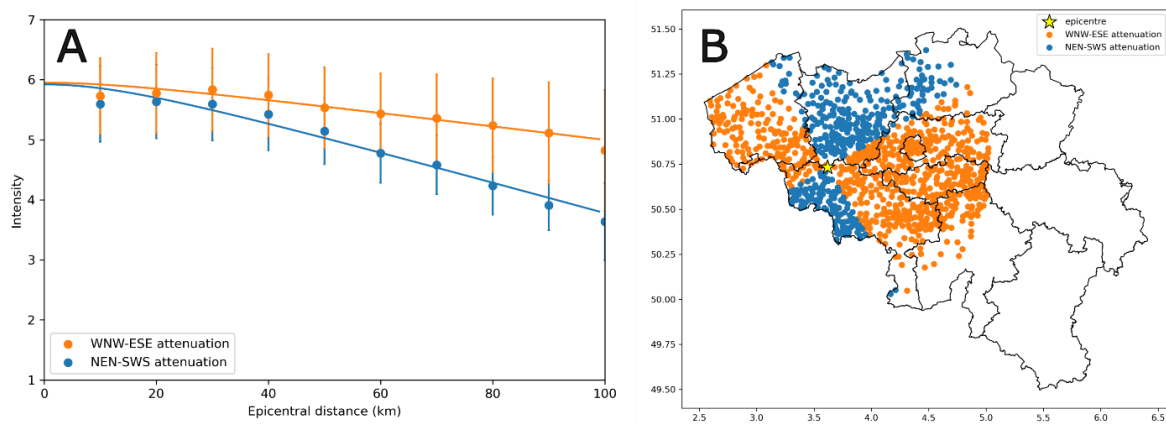 A
7
6
5
4
3
2
1
Intensity
WNW-ESE attenuation
NEN-SWS attenuation
0 20 40 60 80 100
Epicentral distance (km)
B
epicentre
WNW-ESE attenuation
NEN-SWS attenuation
51.50
51.25
51.00
50.75
50.50
50.25
50.00
49.75
49.50
2.5 3.0 3.5 4.0 4.5 5.0 5.5 6.0 6.5